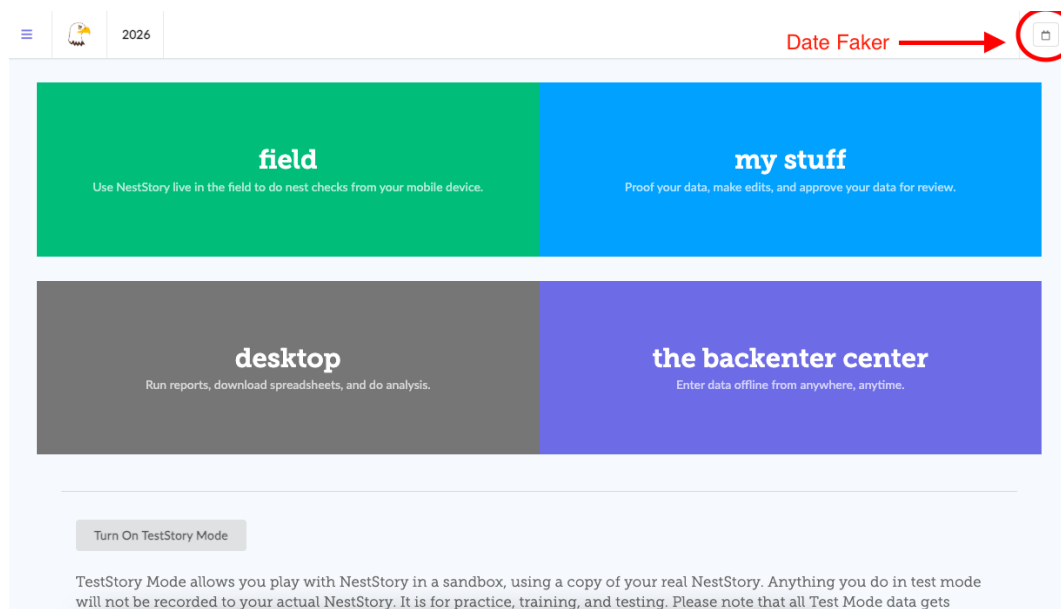 2026
Date Faker
field
Use NestStory live in the field to do nest checks from your mobile device.
my stuff
Proof your data, make edits, and approve your data for review.
desktop
Run reports, download spreadsheets, and do analysis.
the backenter center
Enter data offline from anywhere, anytime.
Turn On TestStory Mode
TestStory Mode allows you play with NestStory in a sandbox, using a copy of your real NestStory. Anything you do in test mode
will not be recorded to your actual NestStory. It is for practice, training, and testing. Please note that all Test Mode data gets